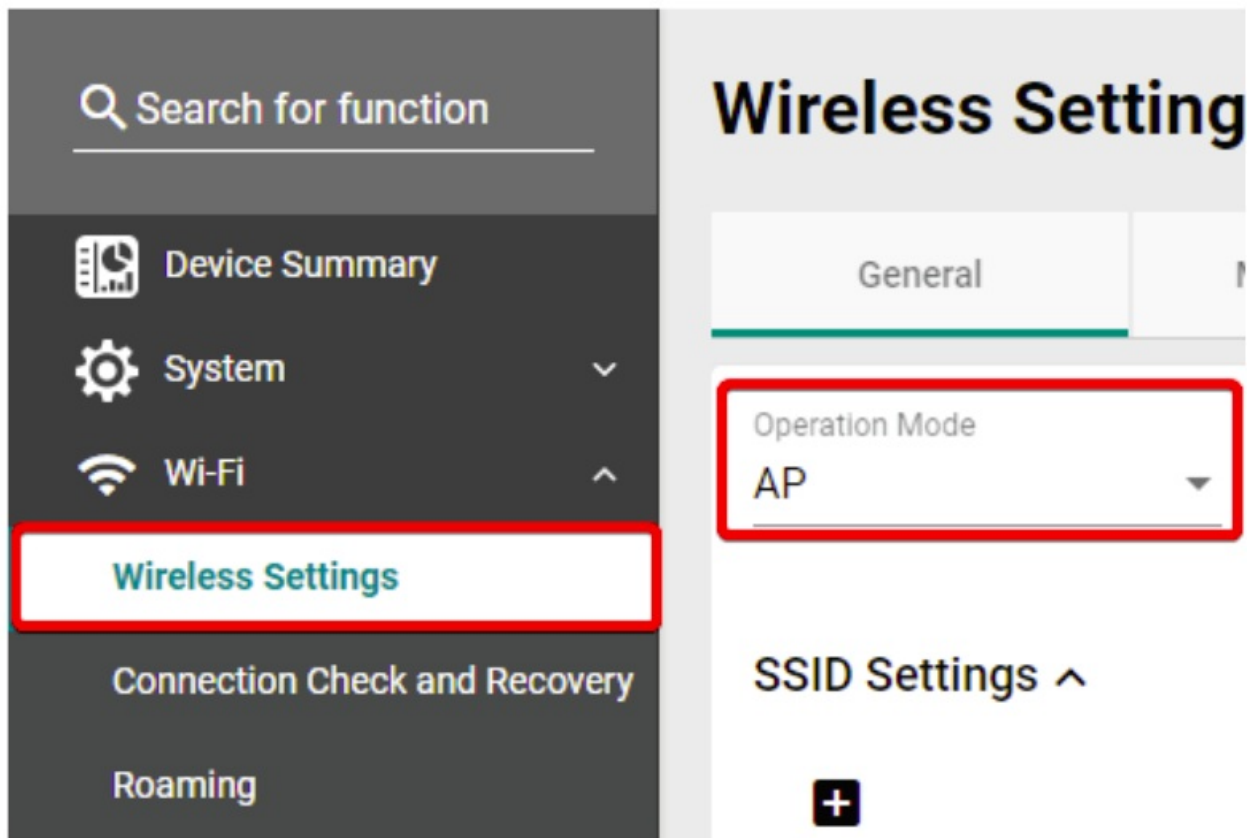 Search for function
Device Summary
System
Wi-Fi
Wireless Settings
Connection Check and Recovery
Roaming
Wireless Setting
General
Operation Mode
AP
SSID Settings